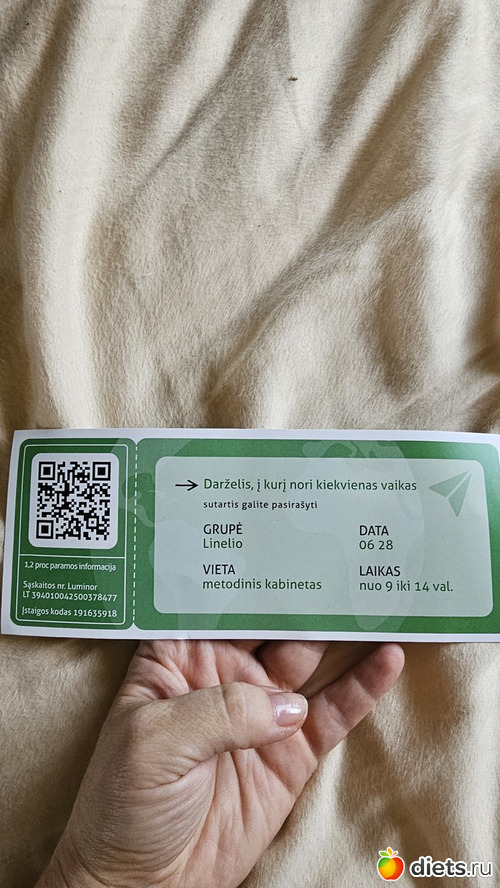 Darželis, į kurį nori kiekvienas vaikas
sutartis galite pasirašyti
GRUPĖ
Linelio
DATA
06 28
VIETA
metodinis kabinetas
LAIKAS
nuo 9 iki 14 val.
1,2 proc paramos informacija
Sąskaitos nr. Luminor
LT 394010042500378477
Įstaigos kodas 191635918
diets.ru